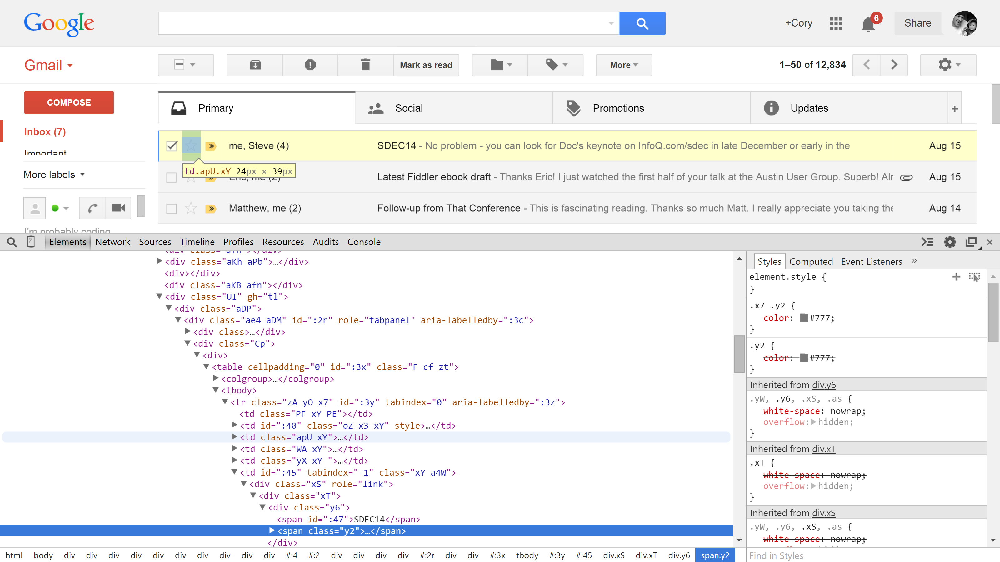 Google
+Cory
6
Share
Gmail
Mark as read
More
1–50 of 12,834
COMPOSE
Primary
Social
Promotions
Updates
+
Inbox (7)
Important
More labels
I'm probably coding
me, Steve (4) SDEC14 - No problem - you can look for Doc's keynote on InfoQ.com/sdec in late December or early in the Aug 15
td.apU.xY 24px × 39px
Eric, me (2) Latest Fiddler ebook draft - Thanks Eric! I just watched the first half of your talk at the Austin User Group. Superb! Alr Aug 15
Matthew, me (2) Follow-up from That Conference - This is fascinating reading. Thanks so much Matt. I really appreciate you taking the Aug 14
Elements Network Sources Timeline Profiles Resources Audits Console
<div class="afn"></div>
<div class="aKh aPb">…</div>
<div></div>
<div class="aKB afn"></div>
<div class="UI" gh="tl">
<div class="aDP">
<div class="ae4 aDM" id=":2r" role="tabpanel" aria-labelledby=":3c">
<div class>…</div>
<div class="Cp">
<div>
<table cellpadding="0" id=":3x" class="F cf zt">
<colgroup>…</colgroup>
<tbody>
<tr class="zA yO x7" id=":3y" tabindex="0" aria-labelledby=":3z">
<td class="PF xY PE"></td>
<td id=":40" class="oZ-x3 xY" style>…</td>
<td class="apU xY">…</td>
<td class="WA xY">…</td>
<td class="yX xY ">…</td>
<td id=":45" tabindex="-1" class="xY a4W">
<div class="xS" role="link">
<div class="xT">
<div class="y6">
<span id=":47">SDEC14</span>
<span class="y2">…</span>
</div>
html body div div div div div div div div div div #:4 #:2 div div div div #:2r div div #:3x tbody #:3y #:45 div.xS div.xT div.y6 span.y2
Styles Computed Event Listeners »
element.style {
}
.x7 .y2 {
color: #777;
}
.y2 {
color: #777;
}
Inherited from div.y6
.yW, .y6, .xS, .as {
white-space: nowrap;
overflow: hidden;
}
Inherited from div.xT
.xT {
white-space: nowrap;
overflow: hidden;
}
Inherited from div.xS
.yW, .y6, .xS, .as {
white-space: nowrap;
Find in Styles